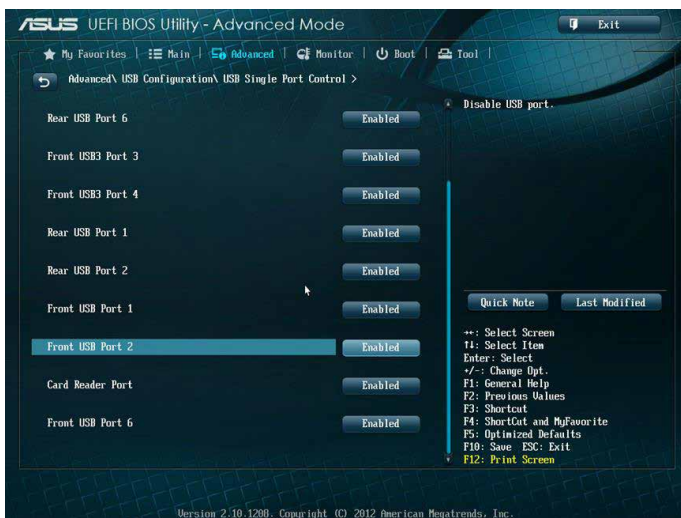 ASUS UEFI BIOS Utility - Advanced Mode
Exit
My Favorites | Main | Advanced | Monitor | Boot | Tool |
Advanced\ USB Configuration\ USB Single Port Control >
Disable USB port.
Rear USB Port 6 Enabled
Front USB3 Port 3 Enabled
Front USB3 Port 4 Enabled
Rear USB Port 1 Enabled
Rear USB Port 2 Enabled
Front USB Port 1 Enabled
Front USB Port 2 Enabled
Card Reader Port Enabled
Front USB Port 6 Enabled
Quick Note Last Modified
→←: Select Screen
↑↓: Select Item
Enter: Select
+/-: Change Opt.
F1: General Help
F2: Previous Values
F3: Shortcut
F4: ShortCut and MyFavorite
F5: Optimized Defaults
F10: Save ESC: Exit
F12: Print Screen
Version 2.10.1208. Copyright (C) 2012 American Megatrends, Inc.